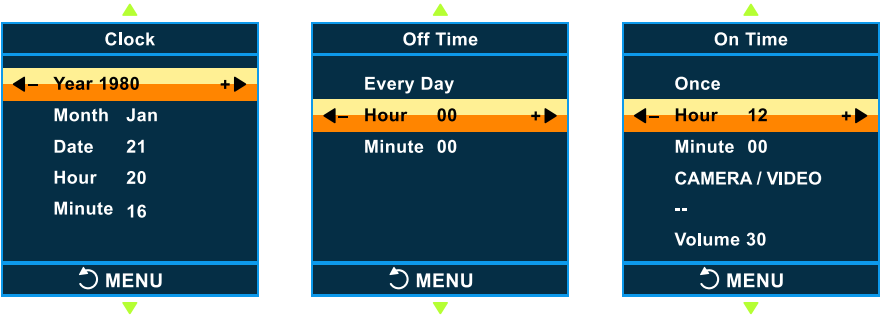 Clock
– Year 1980 +
Month Jan
Date 21
Hour 20
Minute 16
MENU
Off Time
Every Day
– Hour 00 +
Minute 00
MENU
On Time
Once
– Hour 12 +
Minute 00
CAMERA / VIDEO
--
Volume 30
MENU